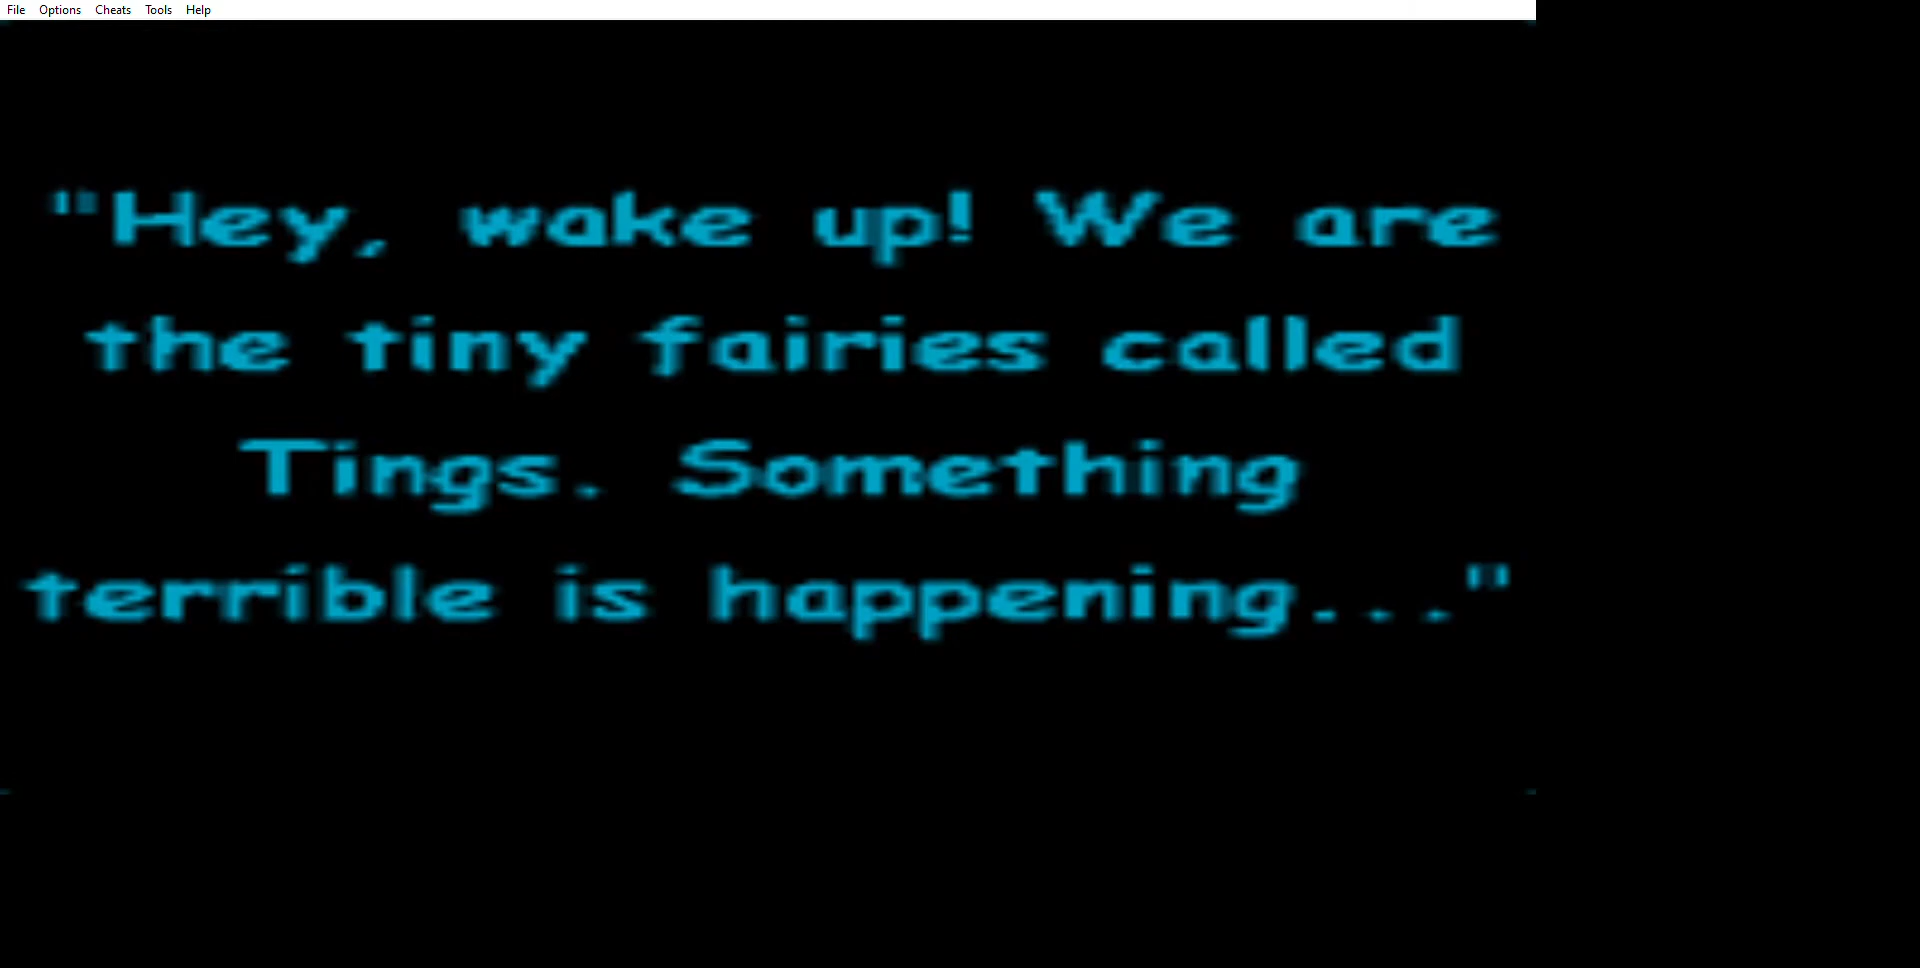 File Options Cheats Tools Help
"Hey, wake up! We are
the tiny fairies called
Tings. Something
terrible is happening..."